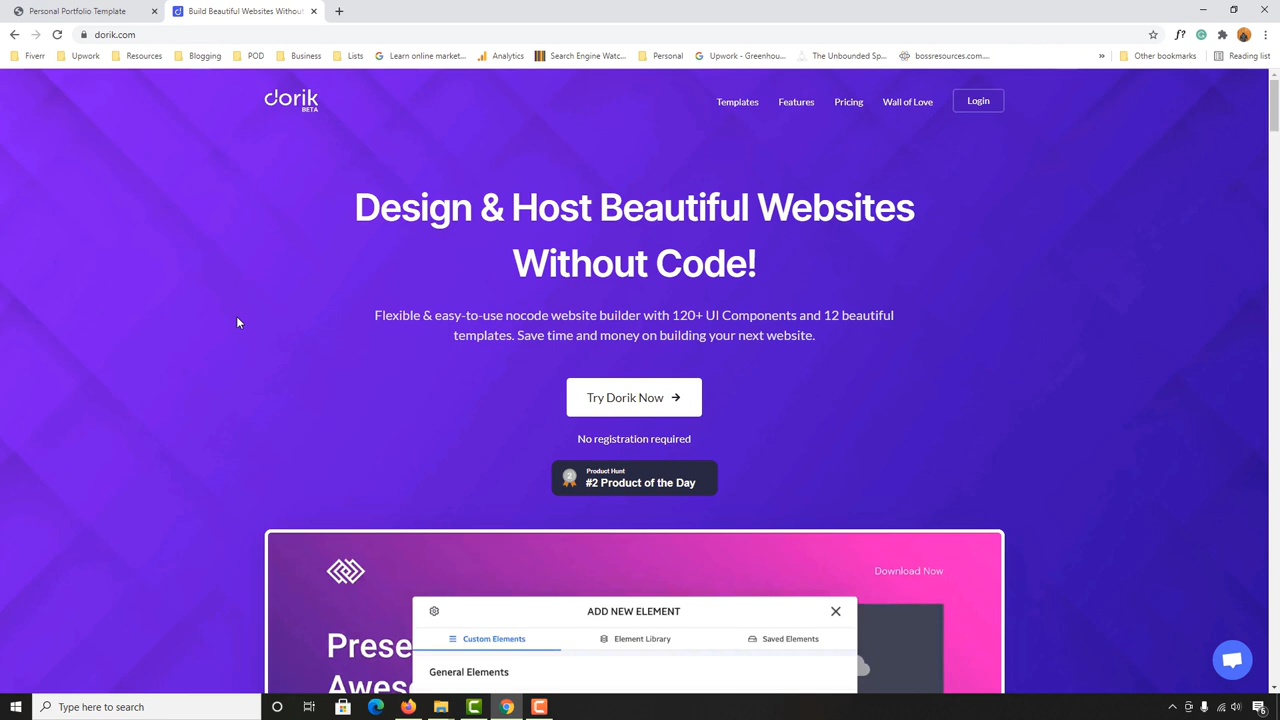 Personal Portfolio Template
Build Beautiful Websites Withou
dorik.com
Fiverr
Upwork
Resources
Blogging
POD
Business
Lists
Learn online market...
Analytics
Search Engine Watc...
Personal
Upwork - Greenhou...
The Unbounded Sp...
bossresources.com....
»
Other bookmarks
Reading list
dorik
BETA
Templates
Features
Pricing
Wall of Love
Login
Design & Host Beautiful Websites
Without Code!
Flexible & easy-to-use nocode website builder with 120+ UI Components and 12 beautiful
templates. Save time and money on building your next website.
Try Dorik Now
No registration required
2
Product Hunt
#2 Product of the Day
Download Now
ADD NEW ELEMENT
Custom Elements
Element Library
Saved Elements
General Elements
Prese
Aweso
Type here to search